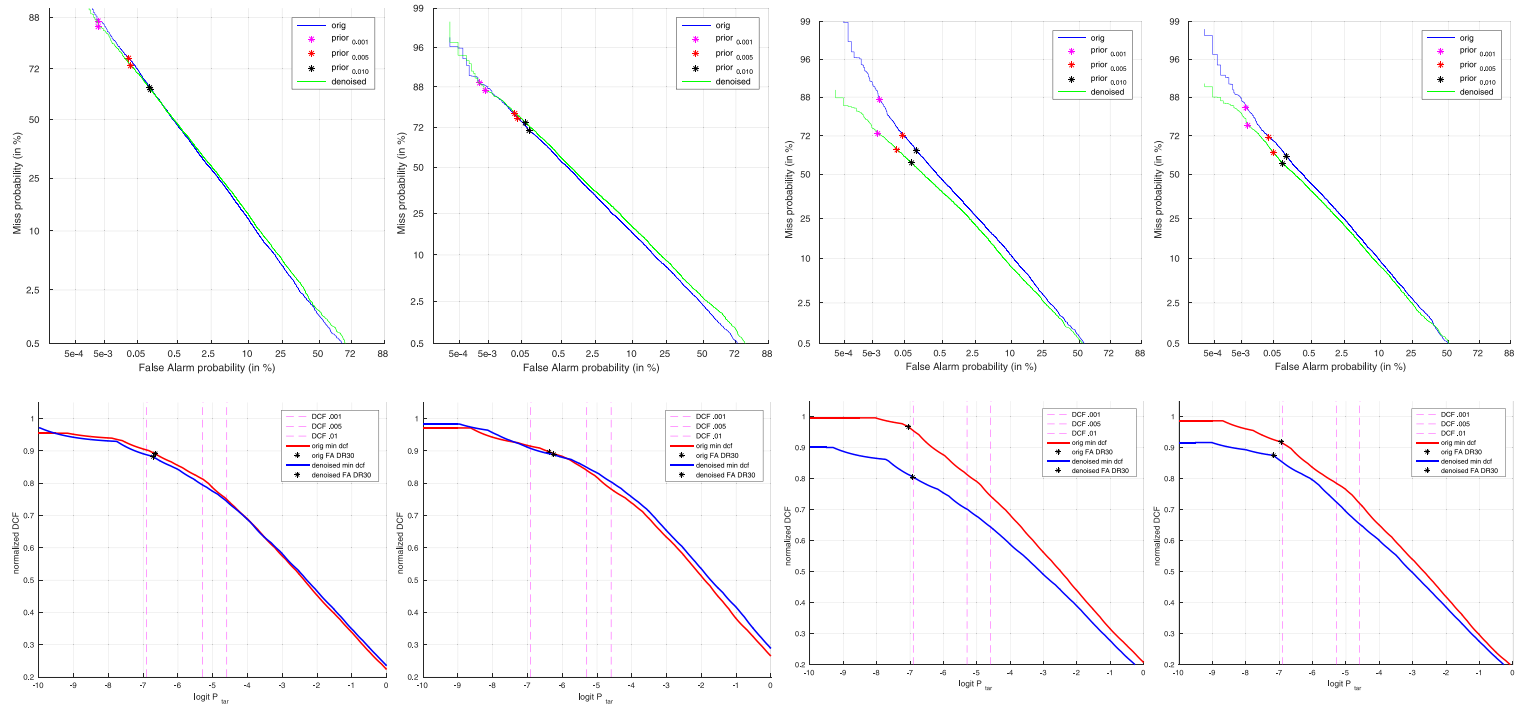 99
96
88
72
50
25
10
2.5
0.5
Miss probability (in %)
5e-4 5e-3 0.05 0.5 2.5 10 25 50 72 88
False Alarm probability (in %)
orig
prior 0.001
prior 0.005
prior 0.010
denoised
88
72
50
25
10
2.5
0.5
Miss probability (in %)
5e-4 5e-3 0.05 0.5 2.5 10 25 50 72 88
False Alarm probability (in %)
orig
prior 0.001
prior 0.005
prior 0.010
denoised
99
96
88
72
50
25
10
2.5
0.5
Miss probability (in %)
5e-4 5e-3 0.05 0.5 2.5 10 25 50 72 88
False Alarm probability (in %)
orig
prior 0.001
prior 0.005
prior 0.010
denoised
99
96
88
72
50
25
10
2.5
0.5
Miss probability (in %)
5e-4 5e-3 0.05 0.5 2.5 10 25 50 72 88
False Alarm probability (in %)
orig
prior 0.001
prior 0.005
prior 0.010
denoised
1
0.9
0.8
0.7
0.6
0.5
0.4
0.3
0.2
normalized DCF
-10 -9 -8 -7 -6 -5 -4 -3 -2 -1 0
logit P tar
DCF .001
DCF .005
DCF .01
orig min dcf
orig FA DR30
denoised min dcf
denoised FA DR30
1
0.9
0.8
0.7
0.6
0.5
0.4
0.3
0.2
normalized DCF
-10 -9 -8 -7 -6 -5 -4 -3 -2 -1 0
logit P tar
DCF .001
DCF .005
DCF .01
orig min dcf
orig FA DR30
denoised min dcf
denoised FA DR30
1
0.9
0.8
0.7
0.6
0.5
0.4
0.3
0.2
normalized DCF
-10 -9 -8 -7 -6 -5 -4 -3 -2 -1 0
logit P tar
DCF .001
DCF .005
DCF .01
orig min dcf
orig FA DR30
denoised min dcf
denoised FA DR30
1
0.9
0.8
0.7
0.6
0.5
0.4
0.3
0.2
normalized DCF
-10 -9 -8 -7 -6 -5 -4 -3 -2 -1 0
logit P tar
DCF .001
DCF .005
DCF .01
orig min dcf
orig FA DR30
denoised min dcf
denoised FA DR30